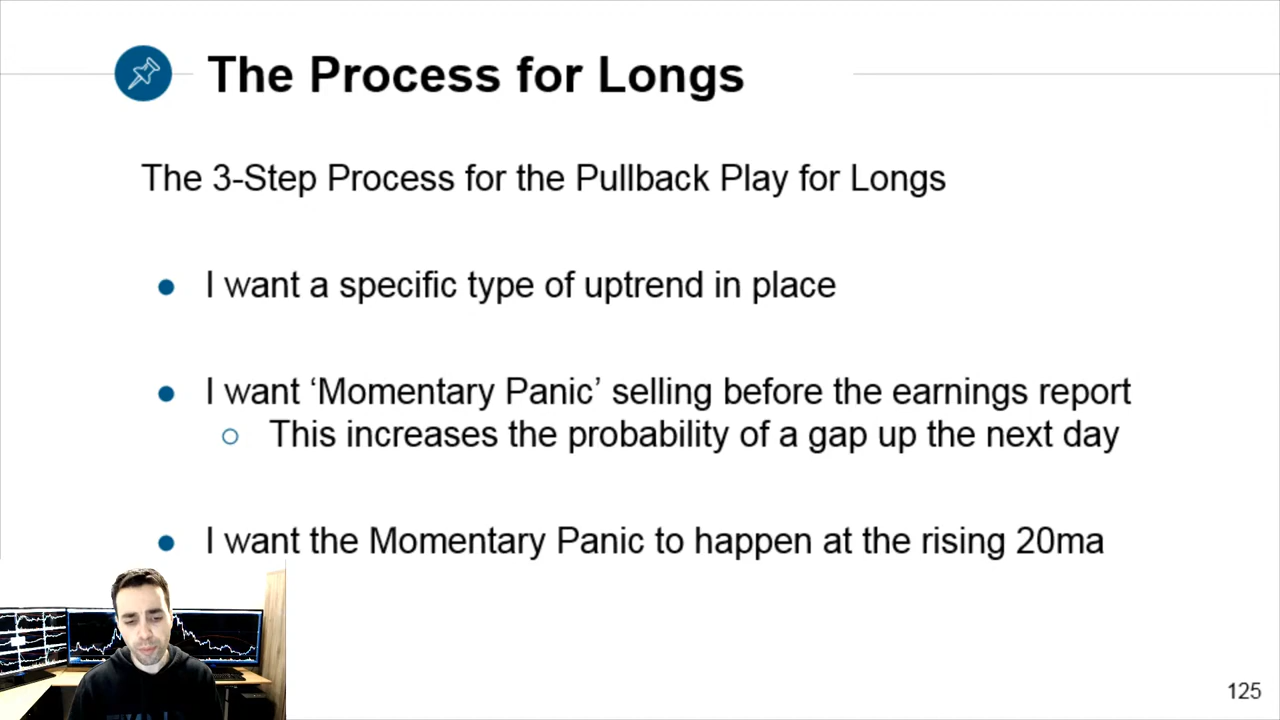 The Process for Longs
The 3-Step Process for the Pullback Play for Longs
I want a specific type of uptrend in place
I want ‘Momentary Panic’ selling before the earnings report
This increases the probability of a gap up the next day
I want the Momentary Panic to happen at the rising 20ma
125